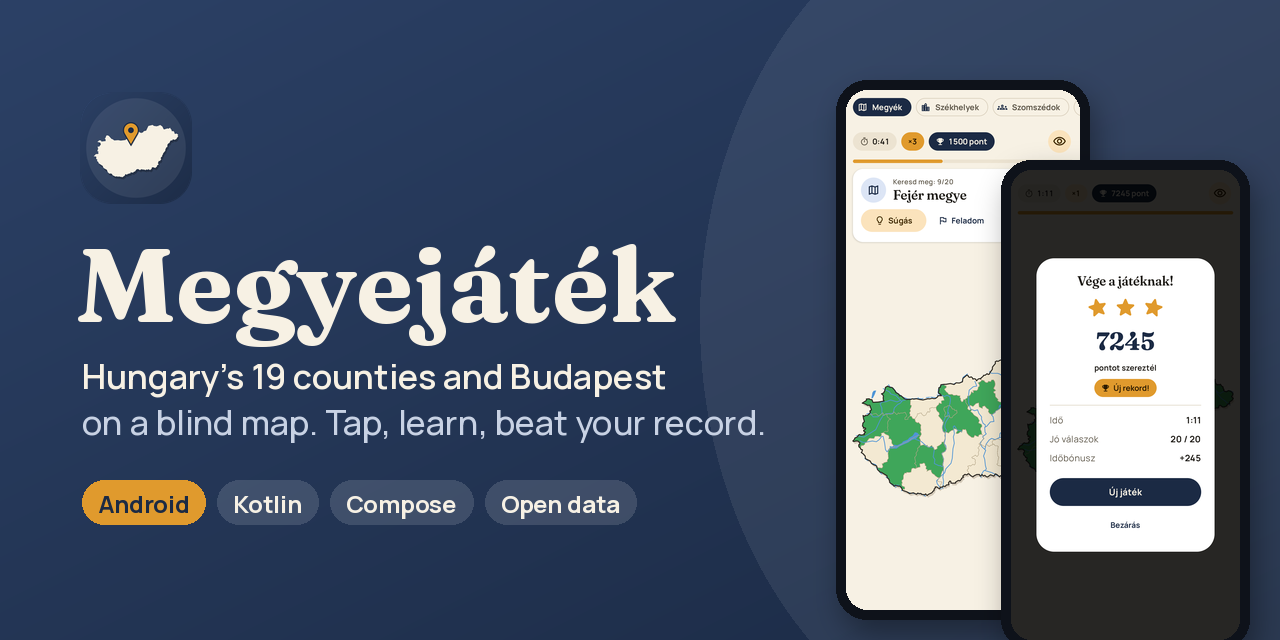 Megyejáték
Hungary's 19 counties and Budapest
on a blind map. Tap, learn, beat your record.
Android
Kotlin
Compose
Open data
Megyék
Székhelyek
Szomszédok
0:41
×3
1500 pont
Keresd meg: 9/20
Fejér megye
Súgás
Feladom
1:11
×1
7245 pont
Vége a játéknak!
7245
pontot szereztél
Új rekord!
Idő 1:11
Jó válaszok 20 / 20
Időbónusz +245
Új játék
Bezárás